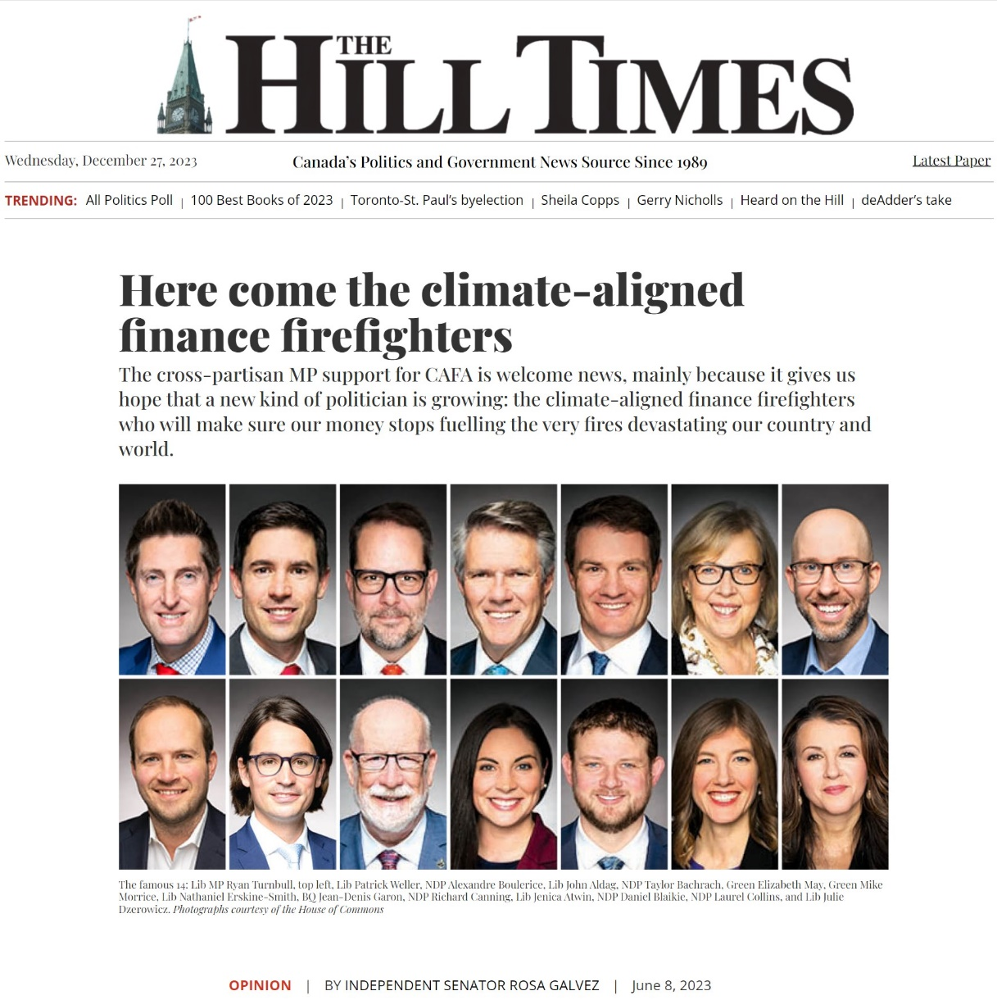 THE HILL TIMES
Wednesday, December 27, 2023
Canada's Politics and Government News Source Since 1989
Latest Paper
TRENDING: All Politics Poll | 100 Best Books of 2023 | Toronto-St. Paul's byelection | Sheila Copps | Gerry Nicholls | Heard on the Hill | deAdder's take
Here come the climate-aligned
finance firefighters
The cross-partisan MP support for CAFA is welcome news, mainly because it gives us
hope that a new kind of politician is growing: the climate-aligned finance firefighters
who will make sure our money stops fuelling the very fires devastating our country and
world.
The famous 14: Lib MP Ryan Turnbull, top left, Lib Patrick Weller, NDP Alexandre Boulerice, Lib John Aldag, NDP Taylor Bachrach, Green Elizabeth May, Green Mike
Morrice, Lib Nathaniel Erskine-Smith, BQ Jean-Denis Garon, NDP Richard Canning, Lib Jenica Atwin, NDP Daniel Blaikie, NDP Laurel Collins, and Lib Julie
Dzerowicz. Photographs courtesy of the House of Commons
OPINION | BY INDEPENDENT SENATOR ROSA GALVEZ | June 8, 2023